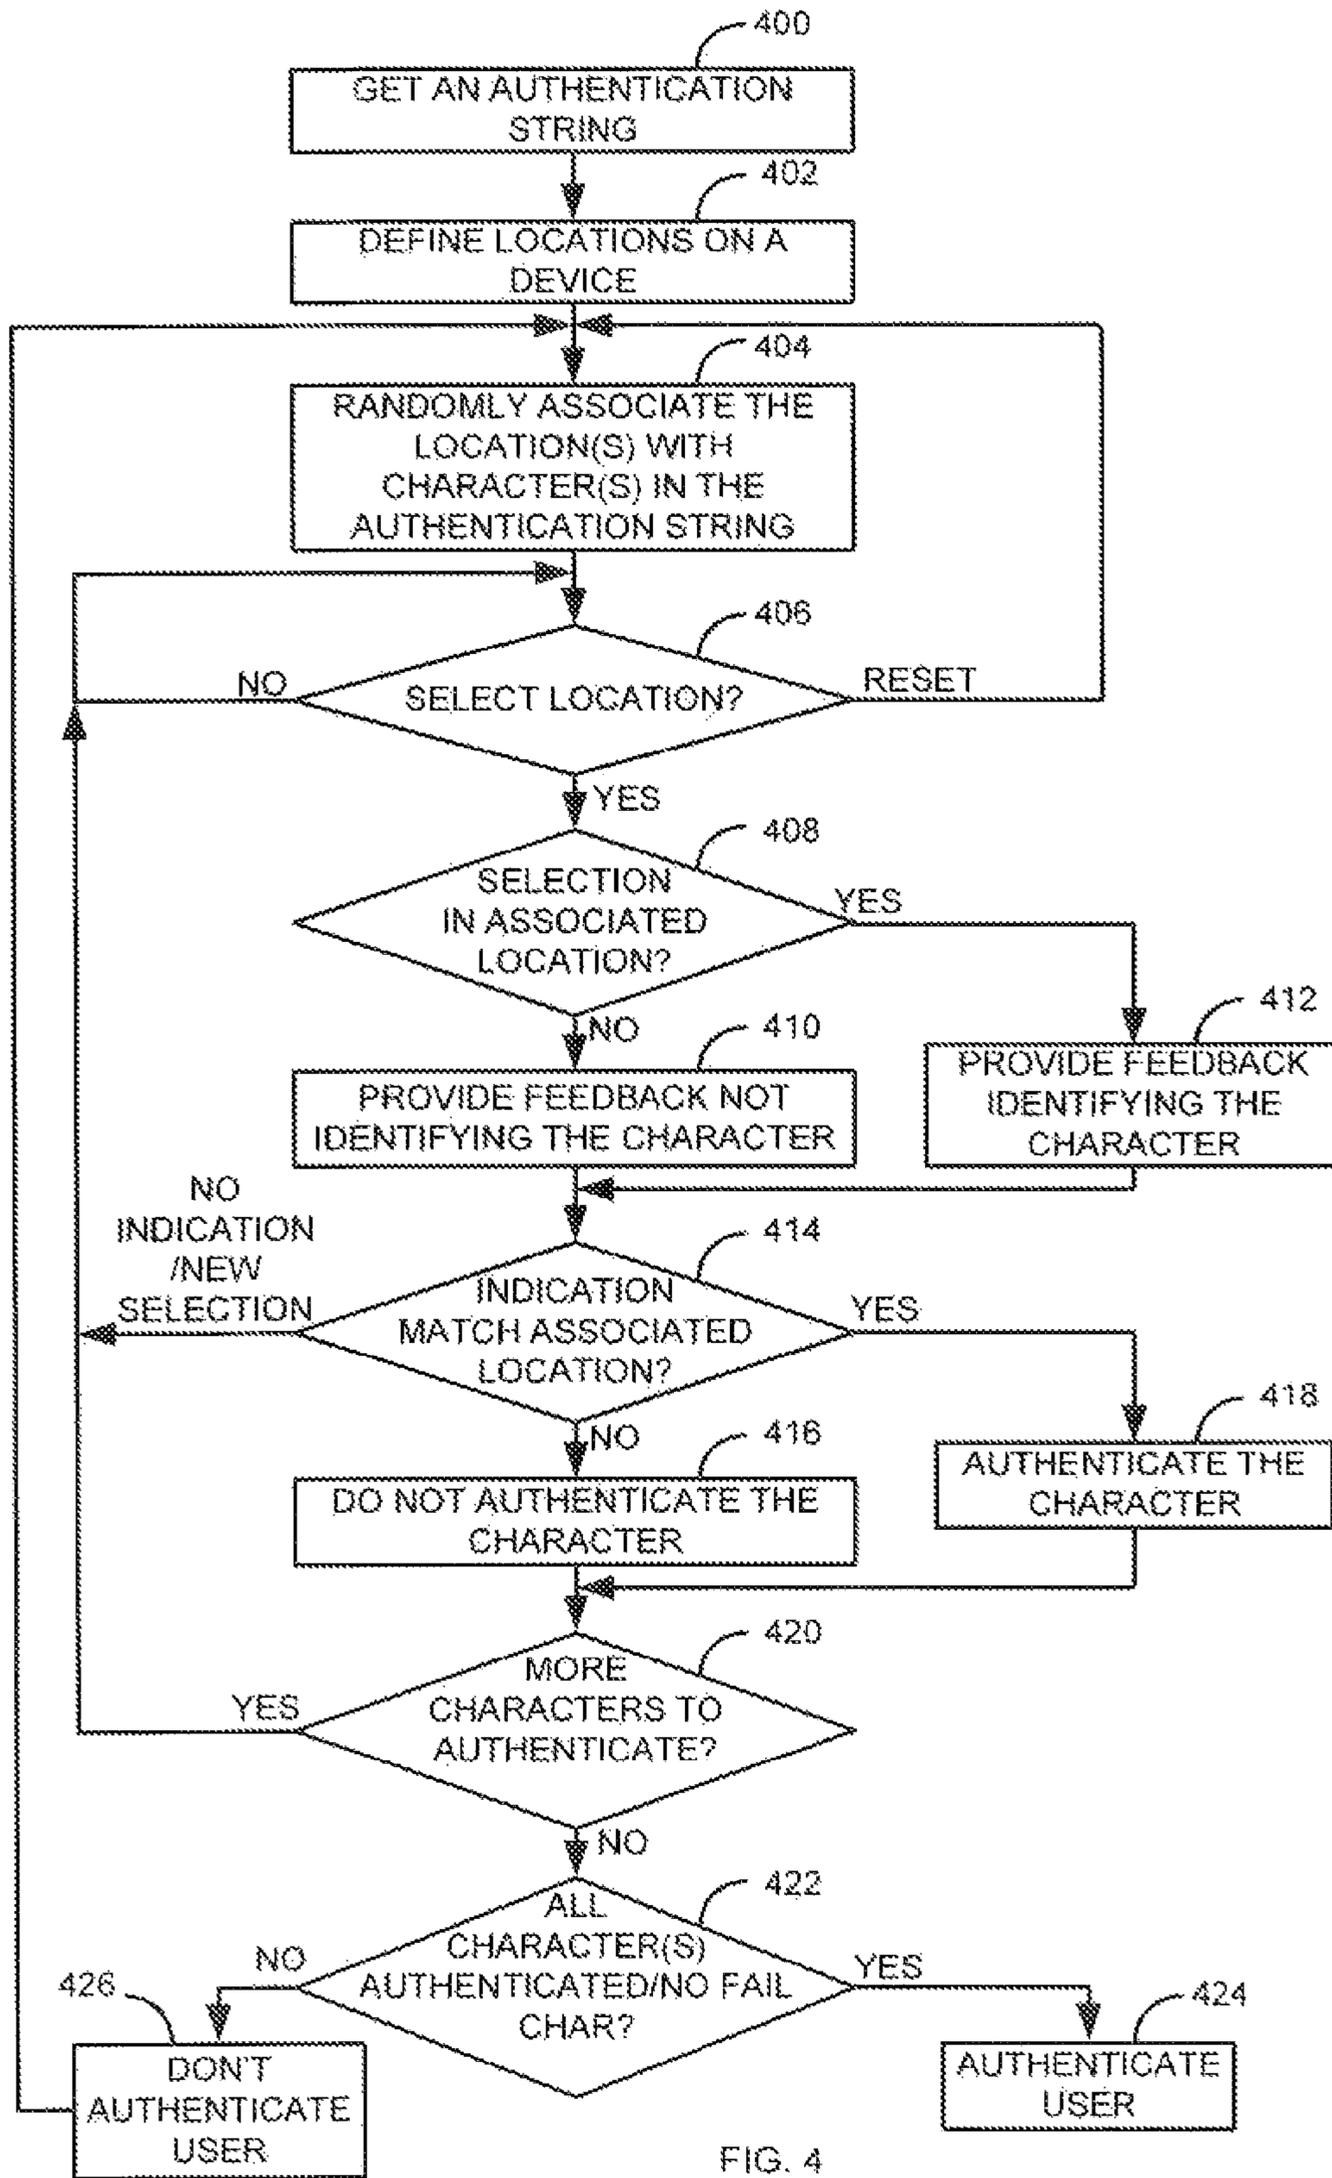 400
GET AN AUTHENTICATION
STRING
402
DEFINE LOCATIONS ON A
DEVICE
404
RANDOMLY ASSOCIATE THE
LOCATION(S) WITH
CHARACTER(S) IN THE
AUTHENTICATION STRING
406
NO
SELECT LOCATION?
RESET
YES
408
SELECTION
IN ASSOCIATED
LOCATION?
YES
NO
410
412
PROVIDE FEEDBACK NOT
IDENTIFYING THE CHARACTER
PROVIDE FEEDBACK
IDENTIFYING THE
CHARACTER
NO
INDICATION
/NEW
SELECTION
414
INDICATION
MATCH ASSOCIATED
LOCATION?
YES
NO
416
418
DO NOT AUTHENTICATE THE
CHARACTER
AUTHENTICATE THE
CHARACTER
420
MORE
CHARACTERS TO
AUTHENTICATE?
YES
NO
422
ALL
CHARACTER(S)
AUTHENTICATED/NO FAIL
CHAR?
NO
YES
426
424
DON'T
AUTHENTICATE
USER
AUTHENTICATE
USER
FIG. 4